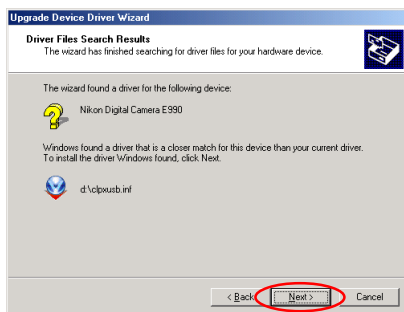 Upgrade Device Driver Wizard
Driver Files Search Results
The wizard has finished searching for driver files for your hardware device.
The wizard found a driver for the following device:
Nikon Digital Camera E990
Windows found a driver that is a closer match for this device than your current driver.
To install the driver Windows found, click Next.
d:\clpxusb.inf
< Back
Next >
Cancel